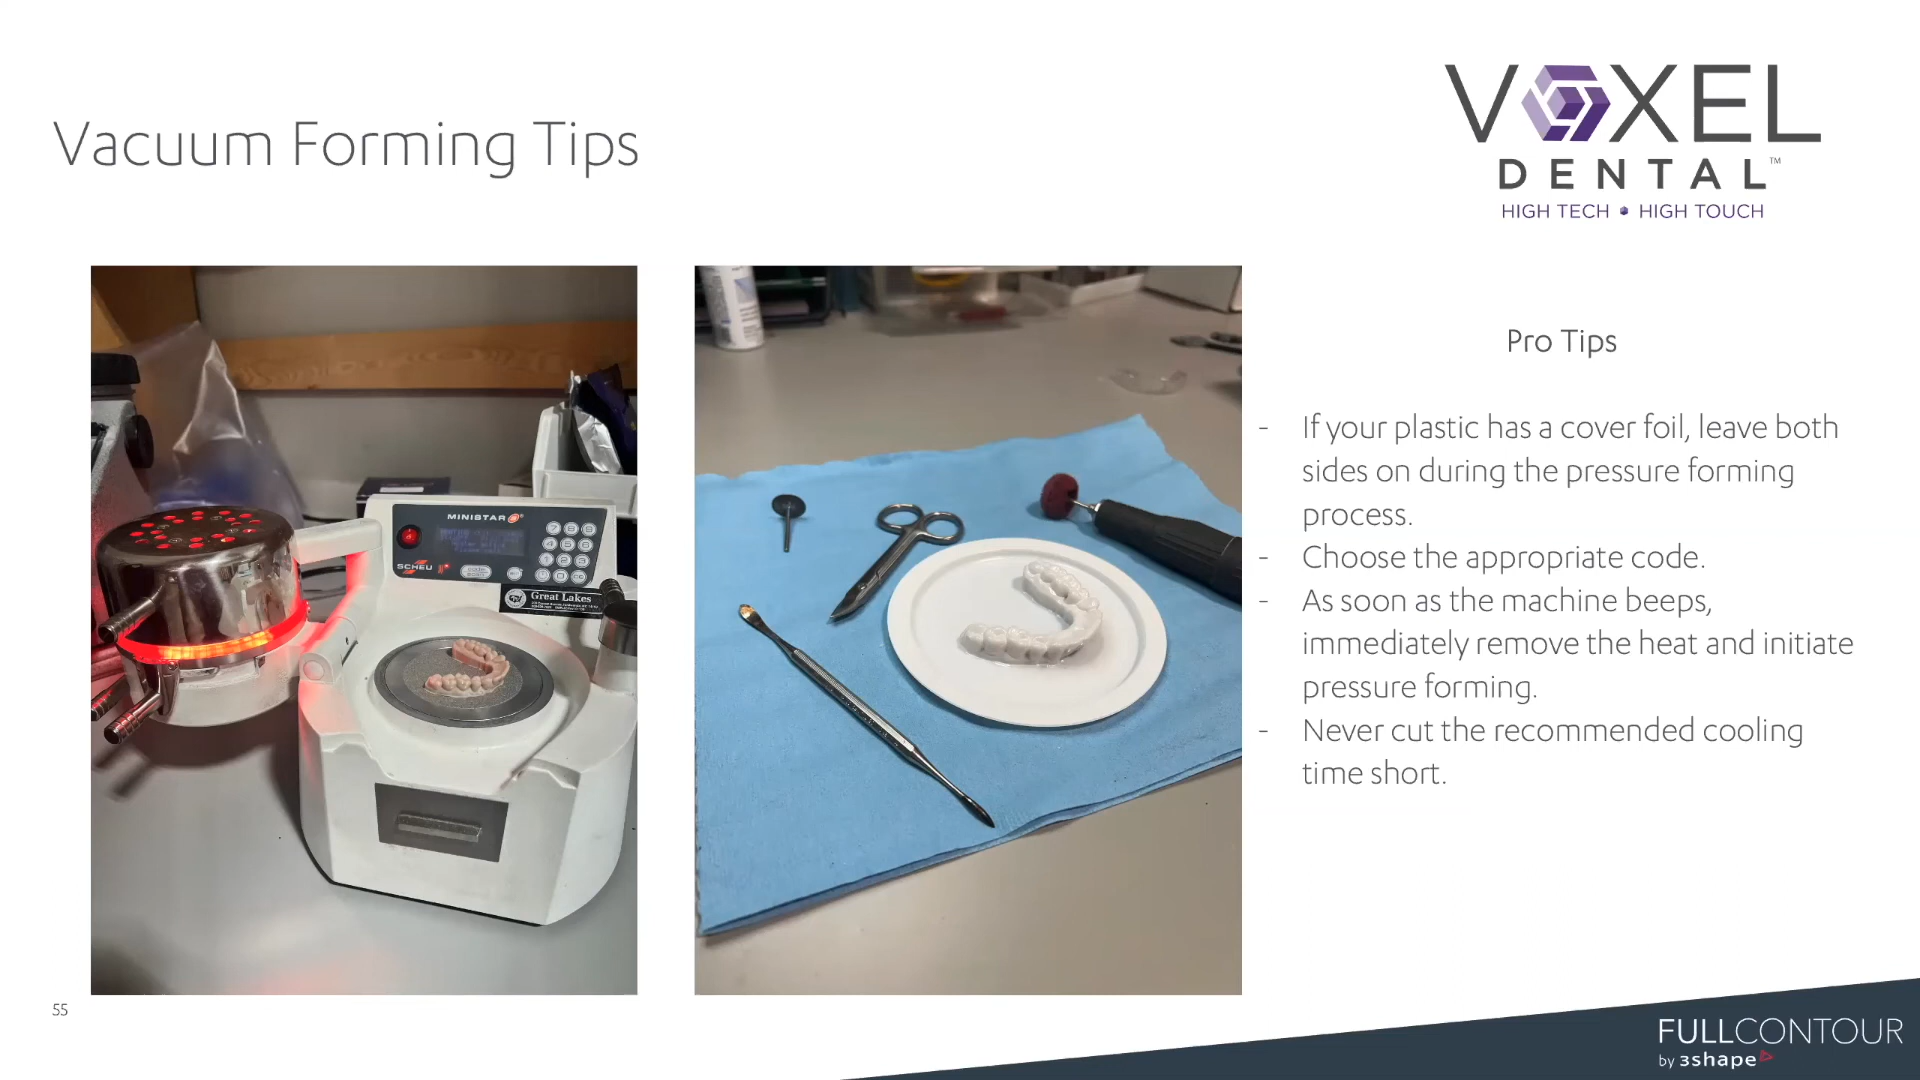 Vacuum Forming Tips
VOXEL
DENTAL™
HIGH TECH • HIGH TOUCH
MINISTAR
SCHEU
Great Lakes
Pro Tips
- If your plastic has a cover foil, leave both
sides on during the pressure forming
process.
- Choose the appropriate code.
- As soon as the machine beeps,
immediately remove the heat and initiate
pressure forming.
- Never cut the recommended cooling
time short.
55
FULLCONTOUR
by 3shape